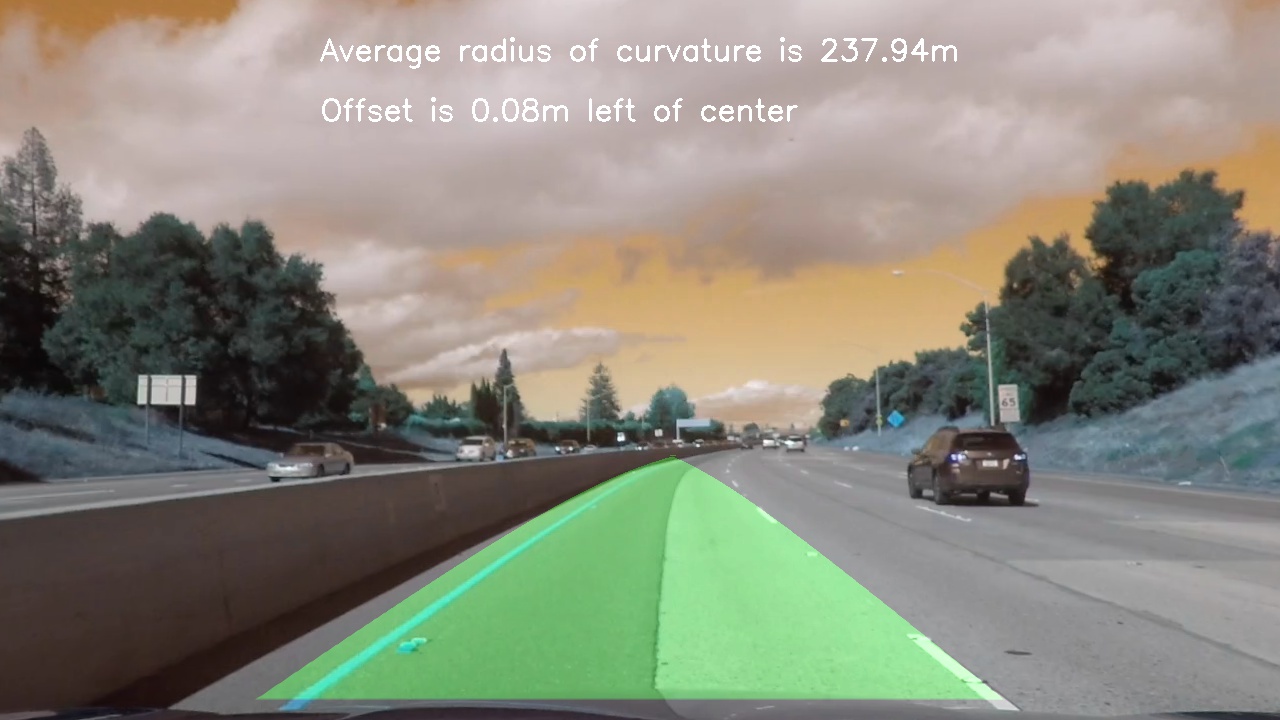 Average radius of curvature is 237.94m
Offset is 0.08m left of center
65